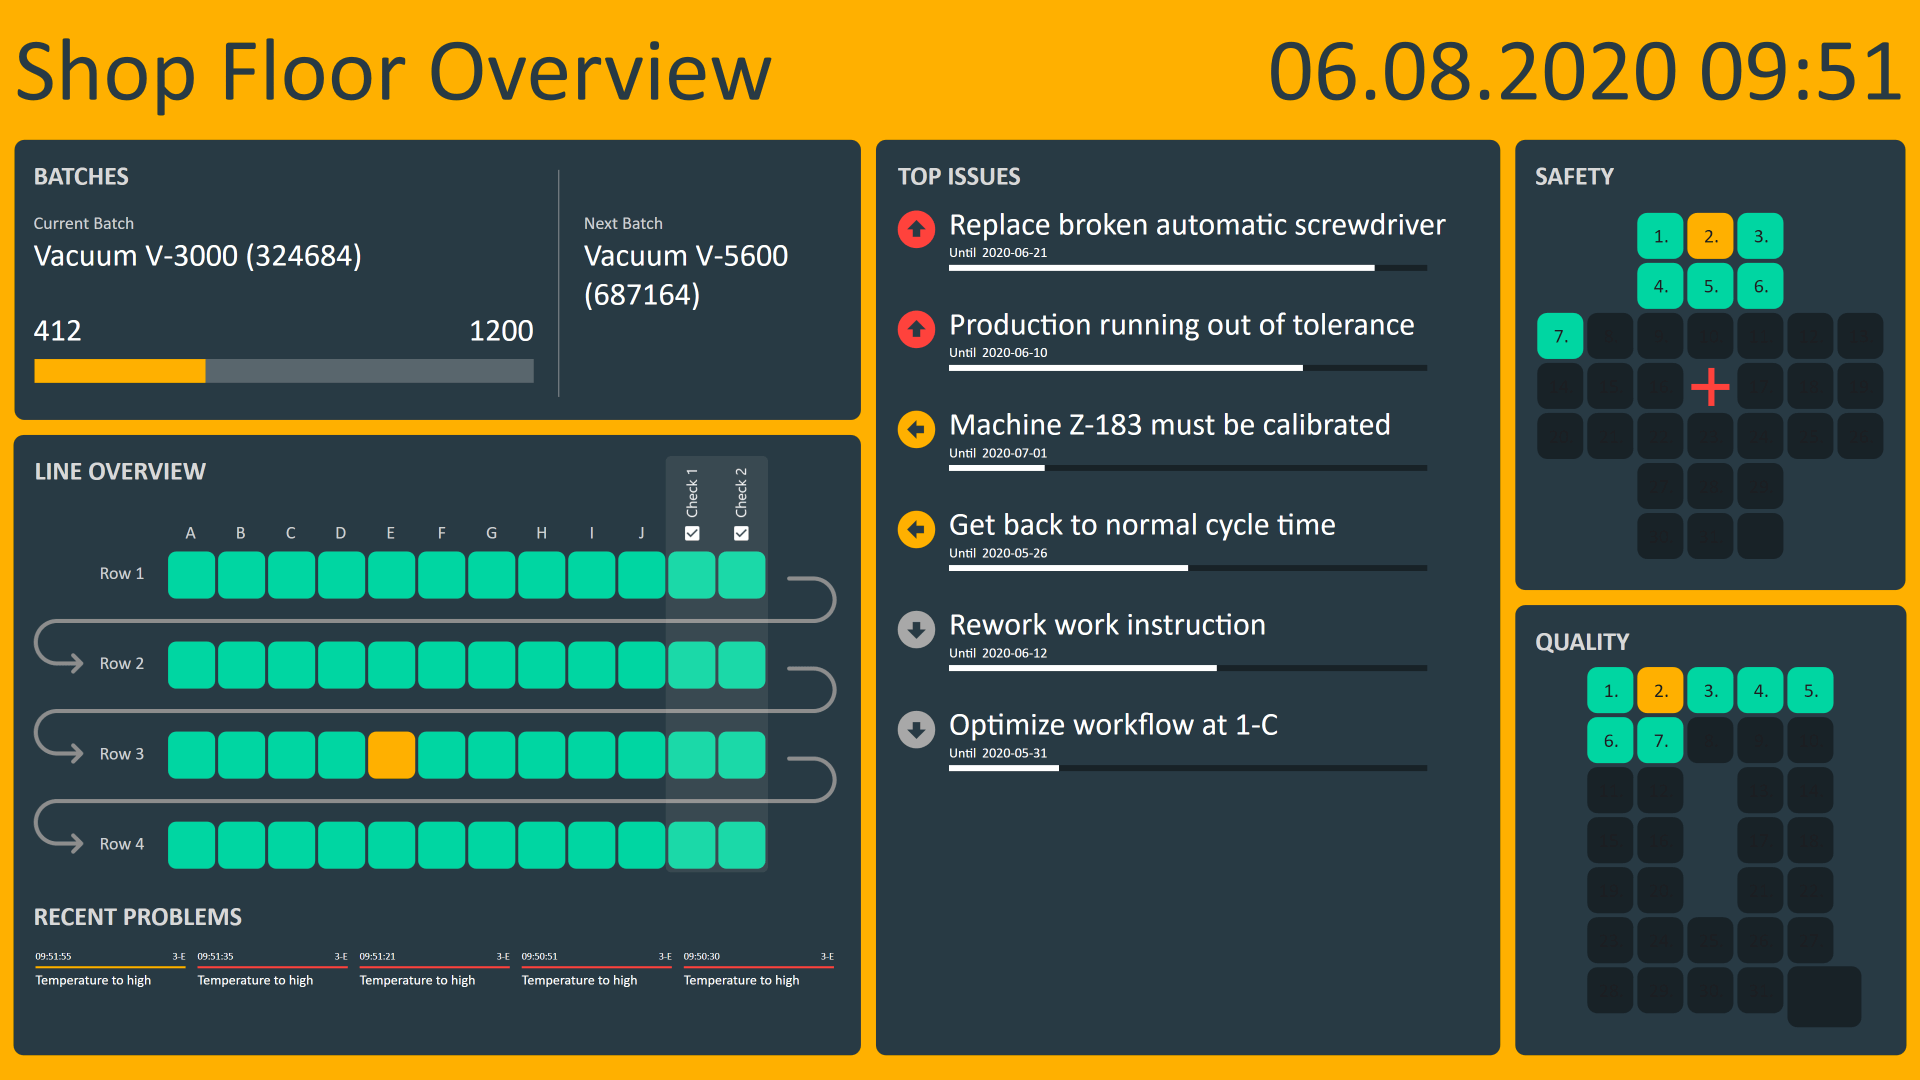 Shop Floor Overview
06.08.2020 09:51
BATCHES
Current Batch
Vacuum V-3000 (324684)
412
1200
Next Batch
Vacuum V-5600
(687164)
LINE OVERVIEW
Check 1
Check 2
A B C D E F G H I J
Row 1
Row 2
Row 3
Row 4
RECENT PROBLEMS
09:51:55 3-E
Temperature to high
09:51:35 3-E
Temperature to high
09:51:21 3-E
Temperature to high
09:50:51 3-E
Temperature to high
09:50:30 3-E
Temperature to high
TOP ISSUES
Replace broken automatic screwdriver
Until 2020-06-21
Production running out of tolerance
Until 2020-06-10
Machine Z-183 must be calibrated
Until 2020-07-01
Get back to normal cycle time
Until 2020-05-26
Rework work instruction
Until 2020-06-12
Optimize workflow at 1-C
Until 2020-05-31
SAFETY
1. 2. 3.
4. 5. 6.
7.
QUALITY
1. 2. 3. 4. 5.
6. 7.